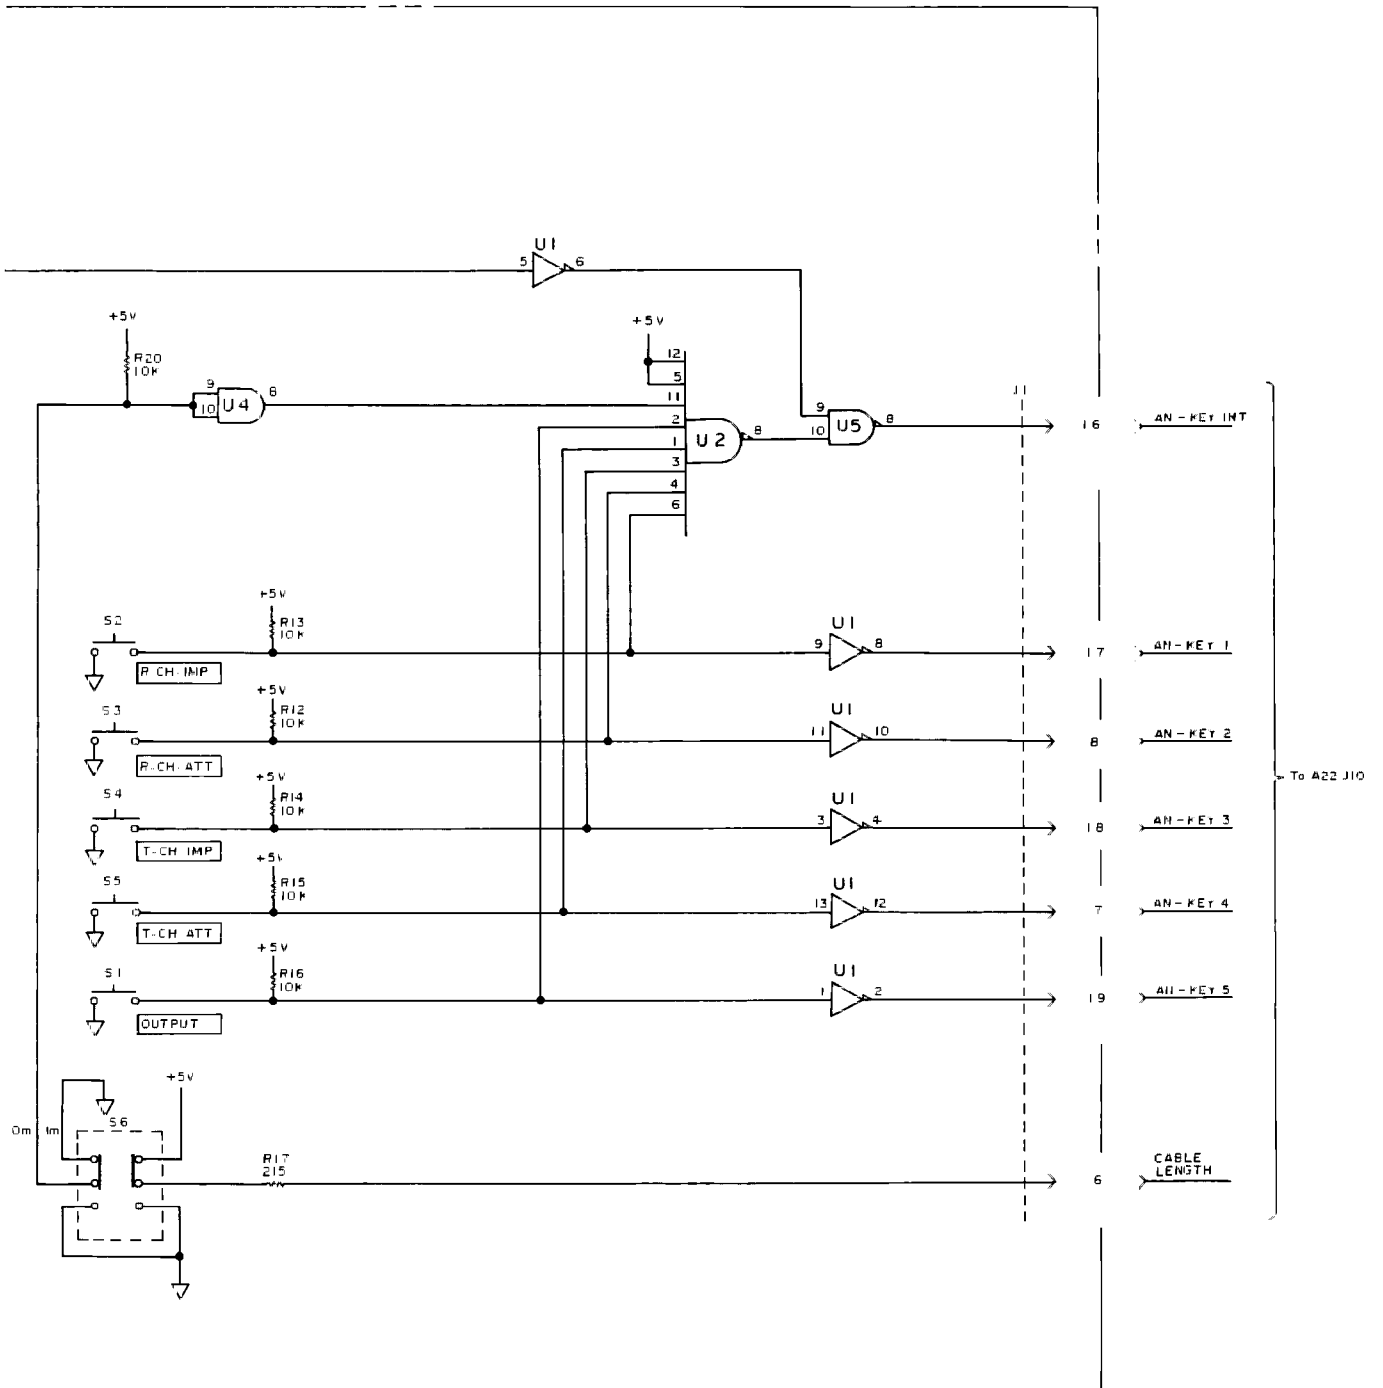 U1
5
6
+5V
R20
10K
9
10
U4
8
+5V
12
5
11
2
1
3
4
6
U2
8
9
10
U5
8
J1
16
AN-KEY INT
S2
+5V
R13
10K
R-CH-IMP
9
U1
8
17
AN-KEY 1
S3
+5V
R12
10K
R-CH-ATT
11
U1
10
8
AN-KEY 2
To A22 J10
S4
+5V
R14
10K
T-CH IMP
3
U1
4
18
AN-KEY 3
S5
+5V
R15
10K
T-CH ATT
13
U1
12
7
AN-KEY 4
S1
+5V
R16
10K
OUTPUT
1
U1
2
19
AN-KEY 5
+5V
0m
1m
S6
R17
215
6
CABLE
LENGTH